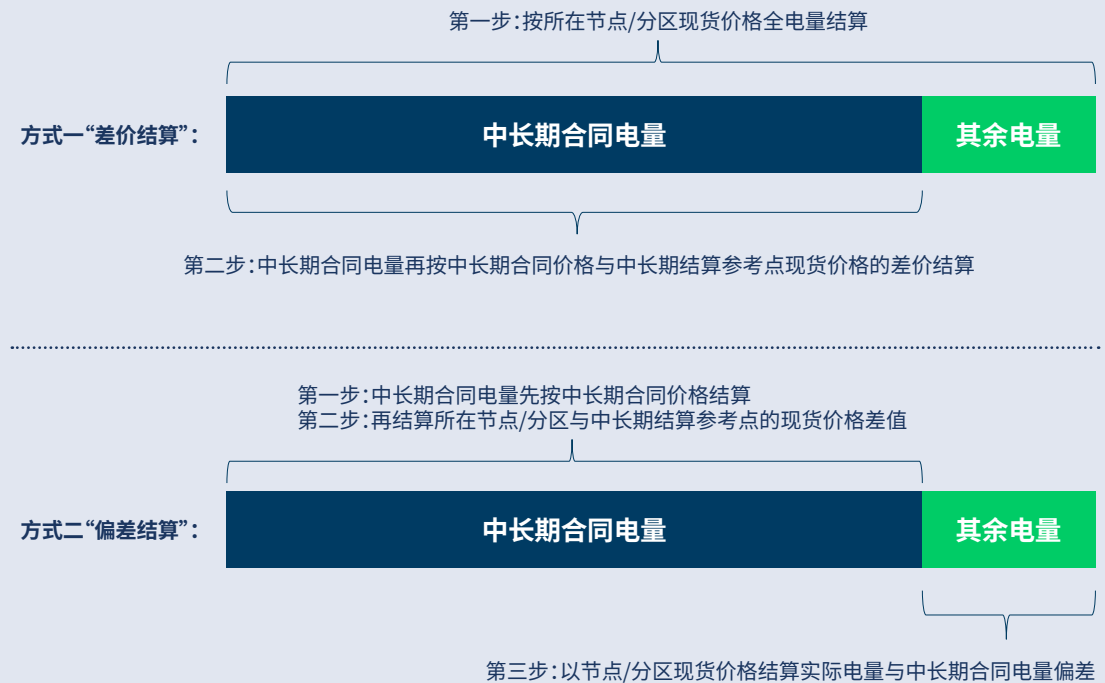 第一步:按所在节点/分区现货价格全电量结算
方式一“差价结算”:
中长期合同电量
其余电量
第二步:中长期合同电量再按中长期合同价格与中长期结算参考点现货价格的差价结算
第一步:中长期合同电量先按中长期合同价格结算
第二步:再结算所在节点/分区与中长期结算参考点的现货价格差值
方式二“偏差结算”:
中长期合同电量
其余电量
第三步:以节点/分区现货价格结算实际电量与中长期合同电量偏差